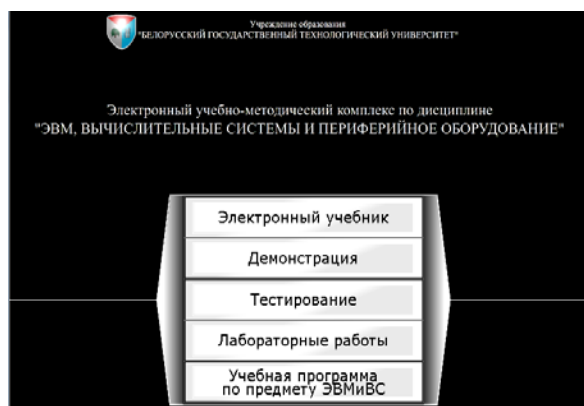 Учреждение образования
"БЕЛОРУССКИЙ ГОСУДАРСТВЕННЫЙ ТЕХНОЛОГИЧЕСКИЙ УНИВЕРСИТЕТ"
Электронный учебно-методический комплекс по дисциплине
"ЭВМ, ВЫЧИСЛИТЕЛЬНЫЕ СИСТЕМЫ И ПЕРИФЕРИЙНОЕ ОБОРУДОВАНИЕ"
Электронный учебник
Демонстрация
Тестирование
Лабораторные работы
Учебная программа
по предмету ЭВМиВС